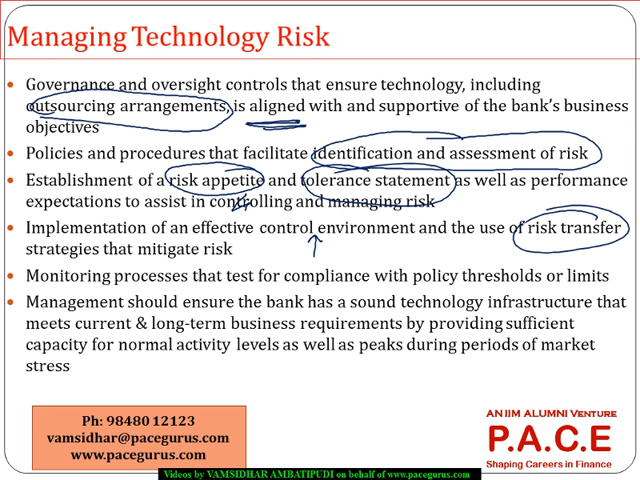 Managing Technology Risk
• Governance and oversight controls that ensure technology, including
outsourcing arrangements, is aligned with and supportive of the bank's business
objectives
• Policies and procedures that facilitate identification and assessment of risk
• Establishment of a risk appetite and tolerance statement as well as performance
expectations to assist in controlling and managing risk
• Implementation of an effective control environment and the use of risk transfer
strategies that mitigate risk
• Monitoring processes that test for compliance with policy thresholds or limits
• Management should ensure the bank has a sound technology infrastructure that
meets current & long-term business requirements by providing sufficient
capacity for normal activity levels as well as peaks during periods of market
stress
Ph: 98480 12123
vamsidhar@pacegurus.com
www.pacegurus.com
AN IIM ALUMNI VENTURE
P.A.C.E
Shaping Careers in Finance
Videos by VAMSIDHAR AMBATIPUDI on behalf of www.pacegurus.com